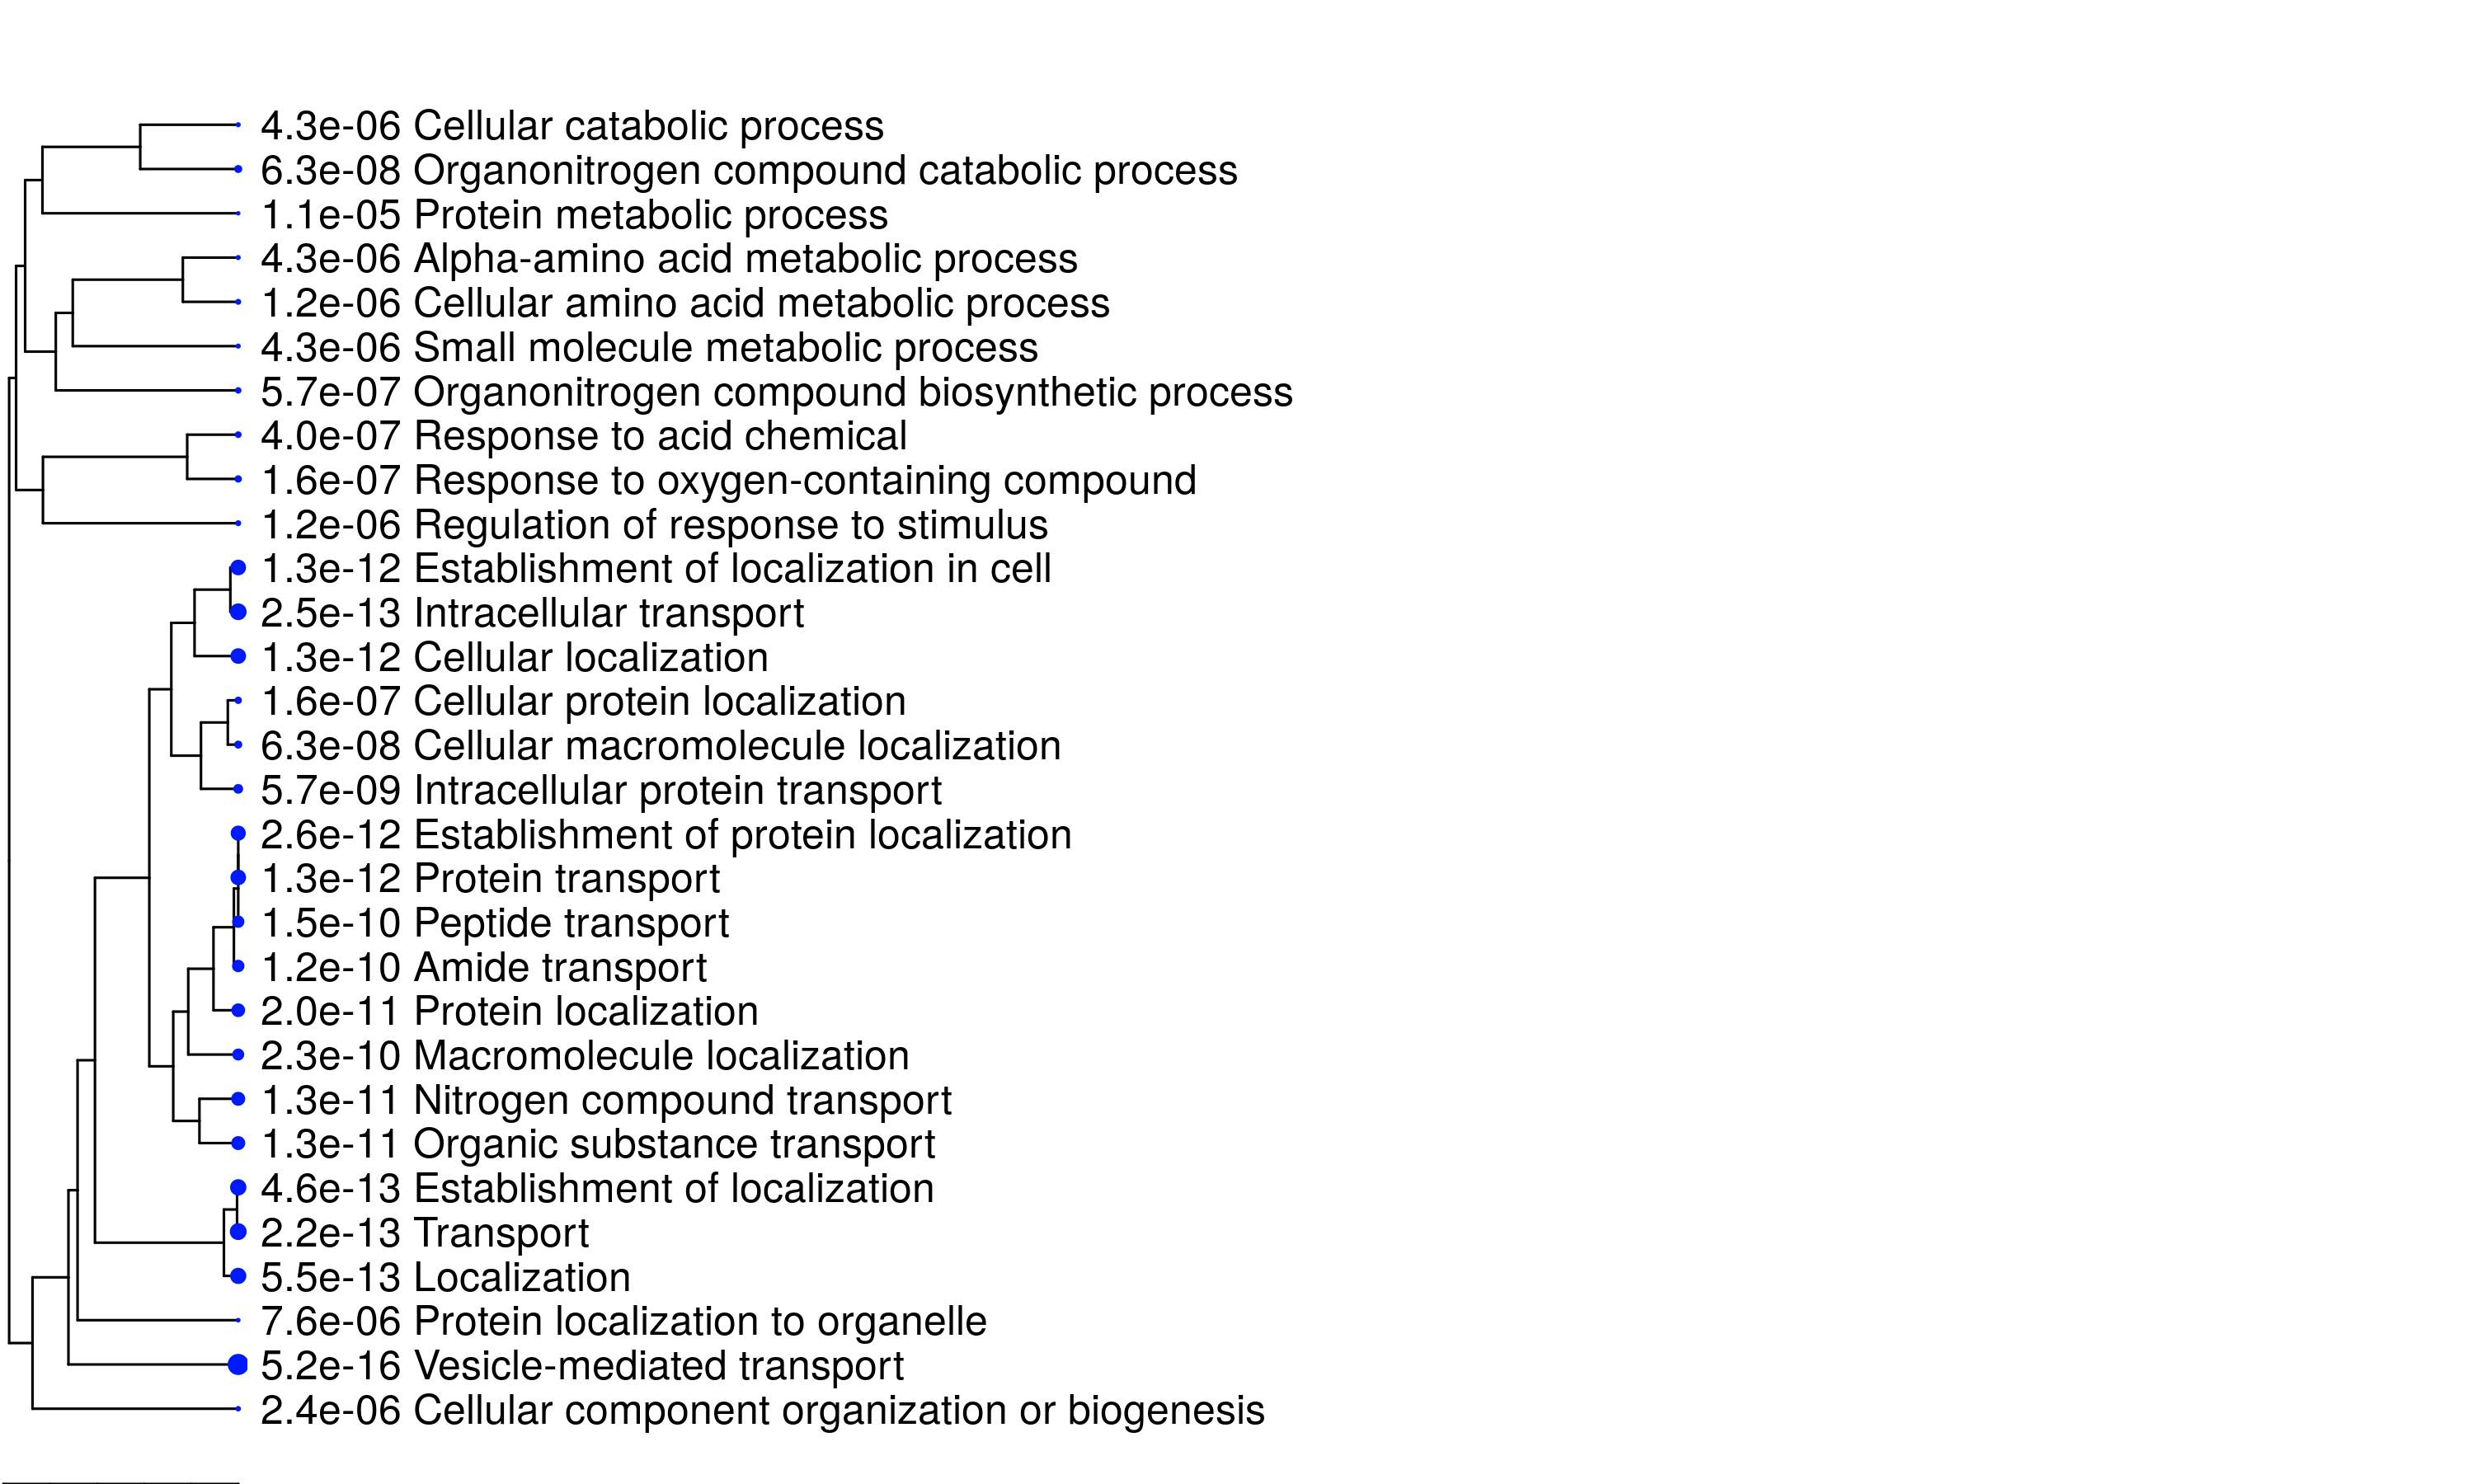 4.3e-06 Cellular catabolic process
6.3e-08 Organonitrogen compound catabolic process
1.1e-05 Protein metabolic process
4.3e-06 Alpha-amino acid metabolic process
1.2e-06 Cellular amino acid metabolic process
4.3e-06 Small molecule metabolic process
5.7e-07 Organonitrogen compound biosynthetic process
4.0e-07 Response to acid chemical
1.6e-07 Response to oxygen-containing compound
1.2e-06 Regulation of response to stimulus
1.3e-12 Establishment of localization in cell
2.5e-13 Intracellular transport
1.3e-12 Cellular localization
1.6e-07 Cellular protein localization
6.3e-08 Cellular macromolecule localization
5.7e-09 Intracellular protein transport
2.6e-12 Establishment of protein localization
1.3e-12 Protein transport
1.5e-10 Peptide transport
1.2e-10 Amide transport
2.0e-11 Protein localization
2.3e-10 Macromolecule localization
1.3e-11 Nitrogen compound transport
1.3e-11 Organic substance transport
4.6e-13 Establishment of localization
2.2e-13 Transport
5.5e-13 Localization
7.6e-06 Protein localization to organelle
5.2e-16 Vesicle-mediated transport
2.4e-06 Cellular component organization or biogenesis